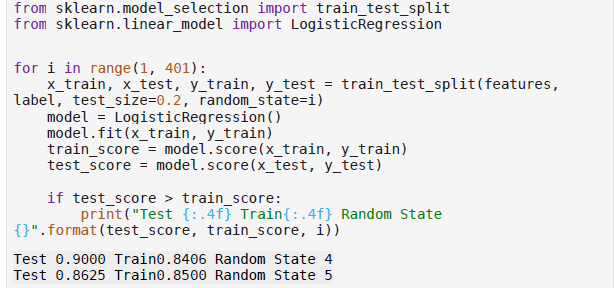 from sklearn.model_selection import train_test_split
from sklearn.linear_model import LogisticRegression
for i in range(1, 401):
    x_train, x_test, y_train, y_test = train_test_split(features,
label, test_size=0.2, random_state=i)
    model = LogisticRegression()
    model.fit(x_train, y_train)
    train_score = model.score(x_train, y_train)
    test_score = model.score(x_test, y_test)
    if test_score > train_score:
        print("Test {:.4f} Train{:.4f} Random State
{}".format(test_score, train_score, i))
Test 0.9000 Train0.8406 Random State 4
Test 0.8625 Train0.8500 Random State 5